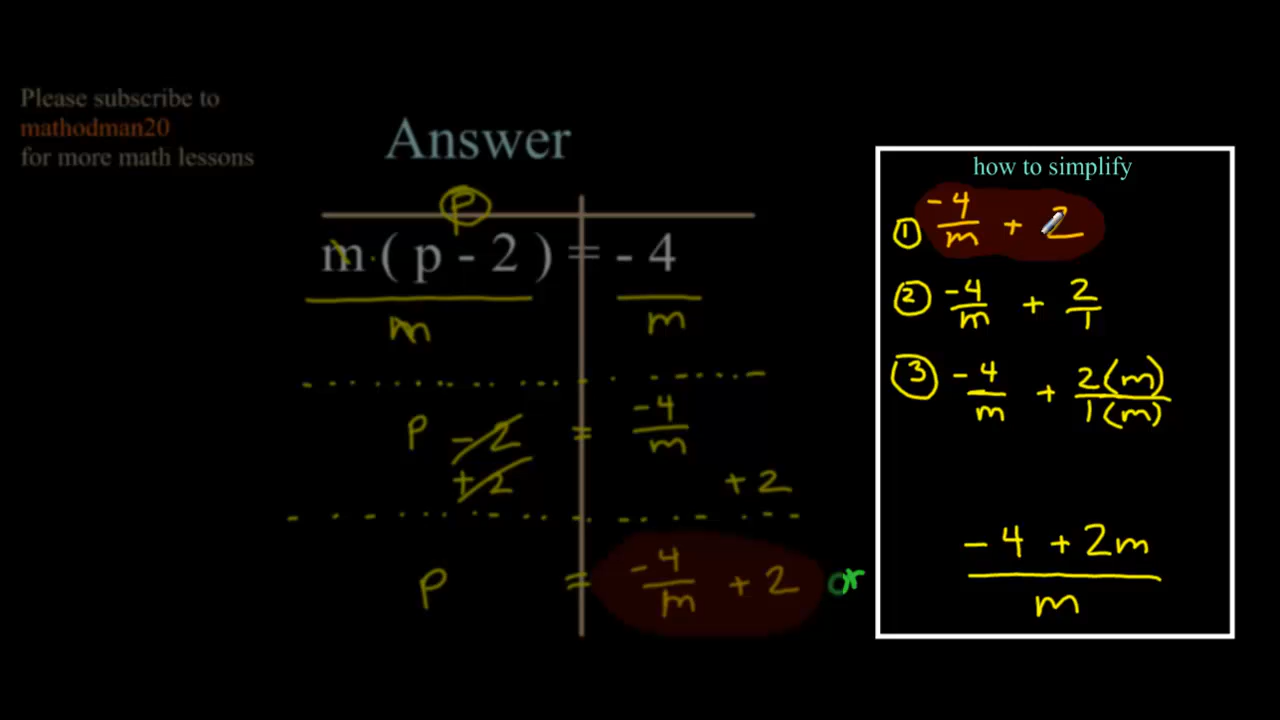 Please subscribe to
mathodman20
for more math lessons
Answer
p
m · ( p - 2 ) = - 4
m
m
p - 2 = -4/m
+ 2 + 2
p = -4/m + 2 or
how to simplify
① -4/m + 2
② -4/m + 2/1
③ -4/m + 2(m)/1(m)
- 4 + 2m
m